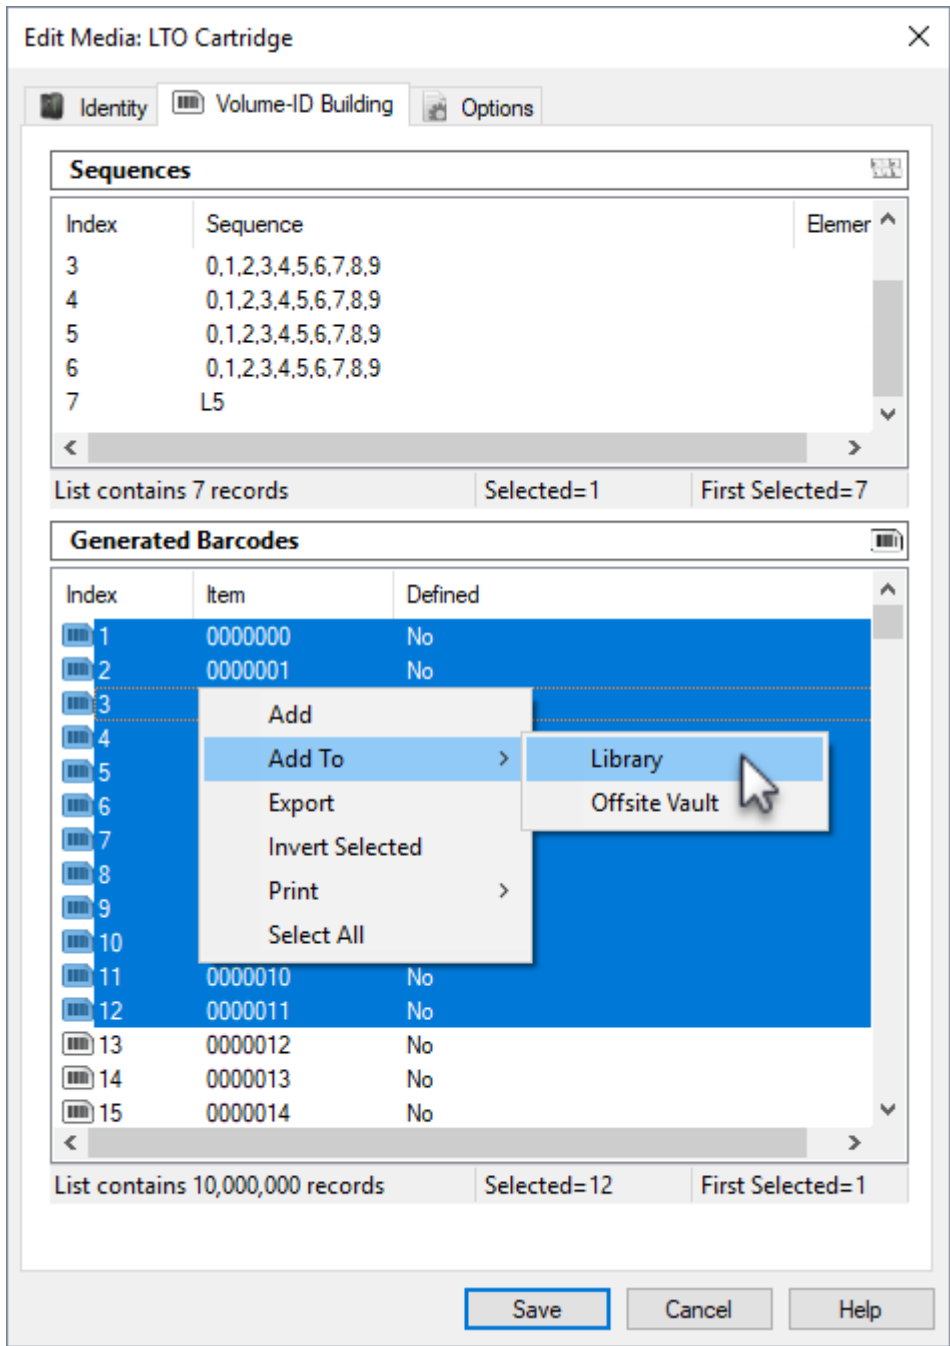 Edit Media: LTO Cartridge
Identity Volume-ID Building Options
Sequences
Index Sequence Elemer
3 0,1,2,3,4,5,6,7,8,9
4 0,1,2,3,4,5,6,7,8,9
5 0,1,2,3,4,5,6,7,8,9
6 0,1,2,3,4,5,6,7,8,9
7 L5
List contains 7 records Selected=1 First Selected=7
Generated Barcodes
Index Item Defined
1 0000000 No
2 0000001 No
3
4
5
6
7
8
9
10
Add
Add To
Export
Invert Selected
Print
Select All
Library
Offsite Vault
11 0000010 No
12 0000011 No
13 0000012 No
14 0000013 No
15 0000014 No
List contains 10,000,000 records Selected=12 First Selected=1
Save Cancel Help